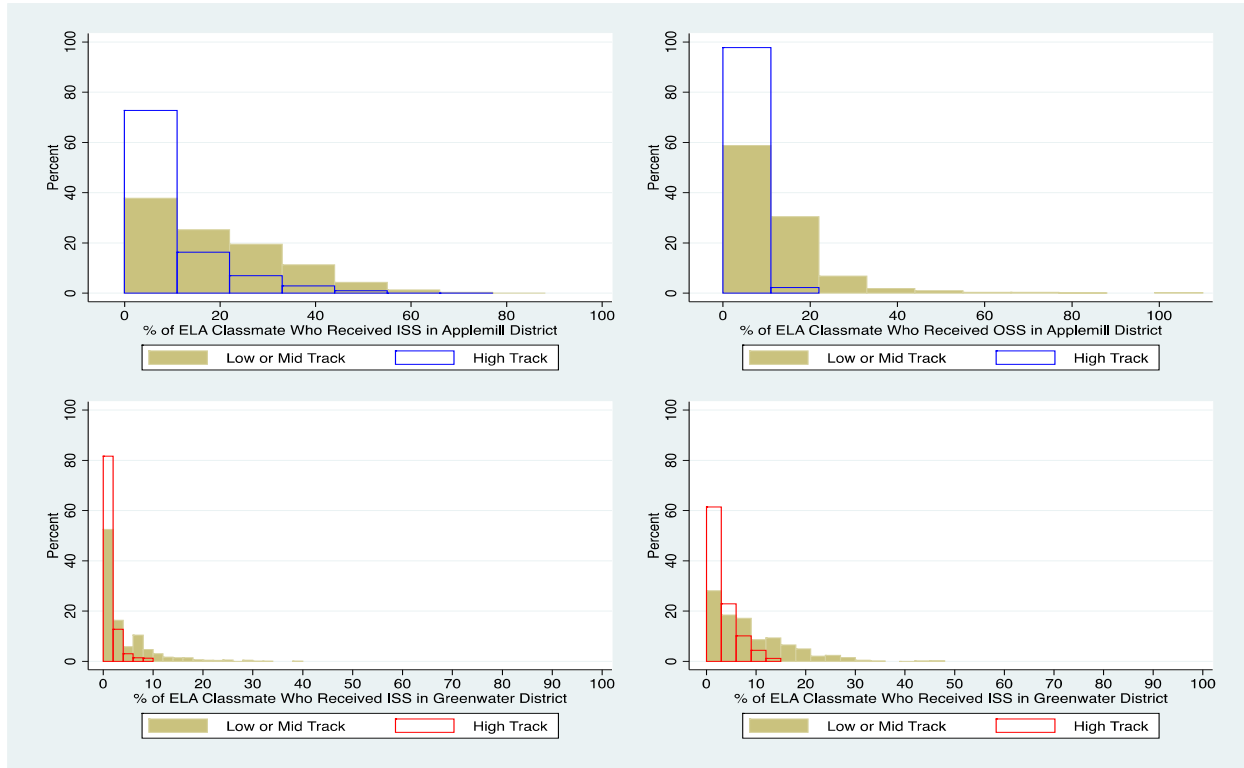 100
80
60
40
20
0
Percent
0 20 40 60 80 100
% of ELA Classmate Who Received ISS in Applemill District
Low or Mid Track High Track
100
80
60
40
20
0
Percent
0 20 40 60 80 100
% of ELA Classmate Who Received OSS in Applemill District
Low or Mid Track High Track
100
80
60
40
20
0
Percent
0 10 20 30 40 50 60 70 80 90 100
% of ELA Classmate Who Received ISS in Greenwater District
Low or Mid Track High Track
100
80
60
40
20
0
Percent
0 10 20 30 40 50 60 70 80 90 100
% of ELA Classmate Who Received ISS in Greenwater District
Low or Mid Track High Track